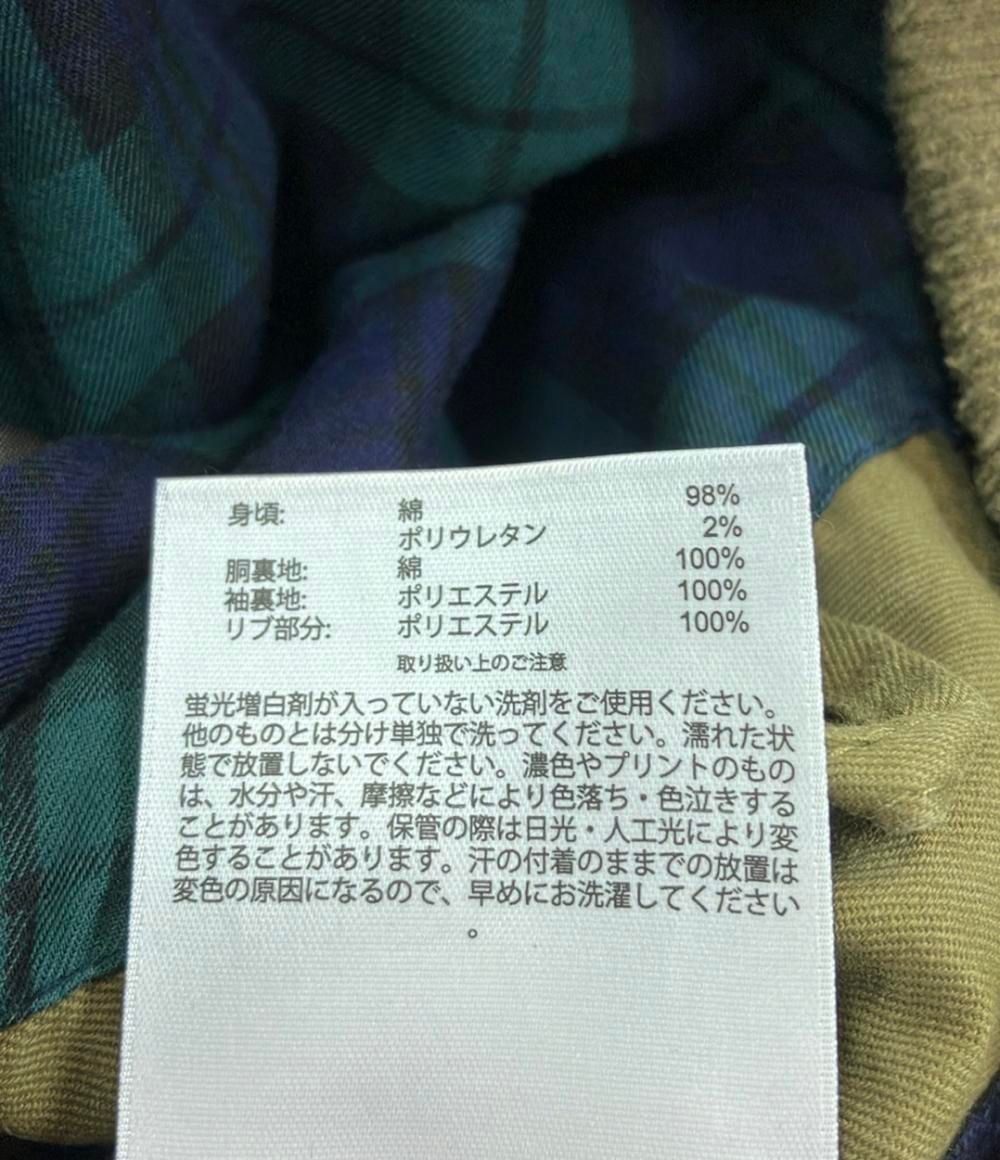 身頃: 綿 98%
ポリウレタン 2%
胴裏地: 綿 100%
袖裏地: ポリエステル 100%
リブ部分: ポリエステル 100%
取り扱い上のご注意
蛍光増白剤が入っていない洗剤をご使用ください。
他のものとは分け単独で洗ってください。濡れた状
態で放置しないでください。濃色やプリントのもの
は、水分や汗、摩擦などにより色落ち・色泣きする
ことがあります。保管の際は日光・人工光により変
色することがあります。汗の付着のままでの放置は
変色の原因になるので、早めにお洗濯してください
。